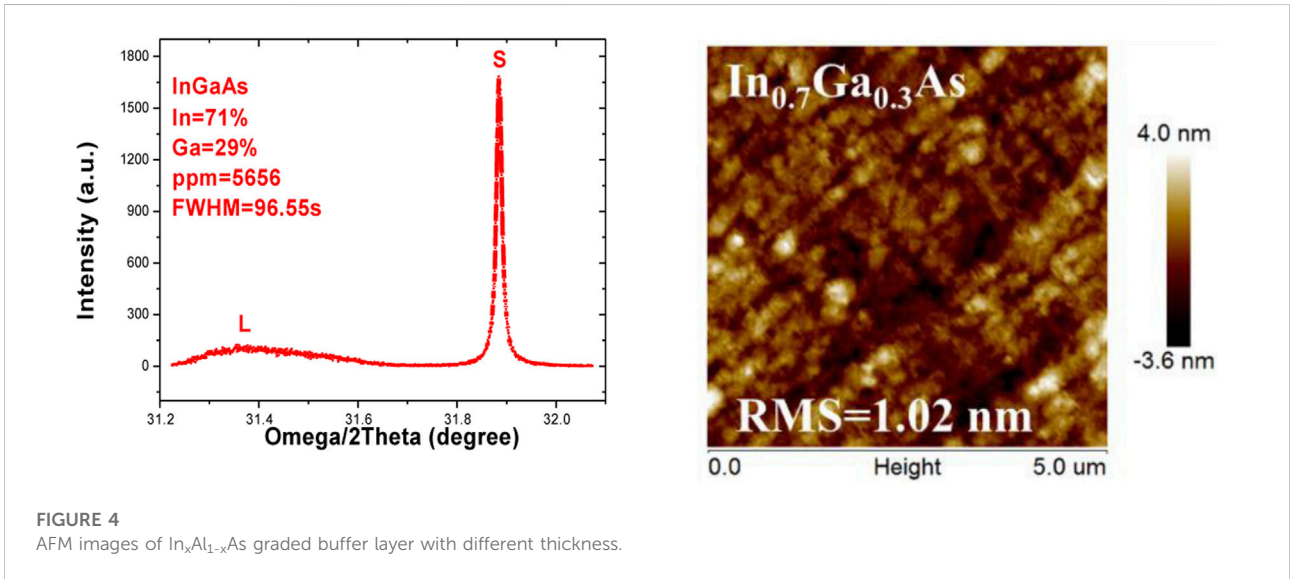 1800
1500
1200
900
600
300
0
Intensity (a.u.)
InGaAs
In=71%
Ga=29%
ppm=5656
FWHM=96.55s
L
S
31.2 31.4 31.6 31.8 32.0
Omega/2Theta (degree)
In₀.₇Ga₀.₃As
RMS=1.02 nm
4.0 nm
-3.6 nm
0.0 Height 5.0 um
FIGURE 4
AFM images of InₓAl₁₋ₓAs graded buffer layer with different thickness.